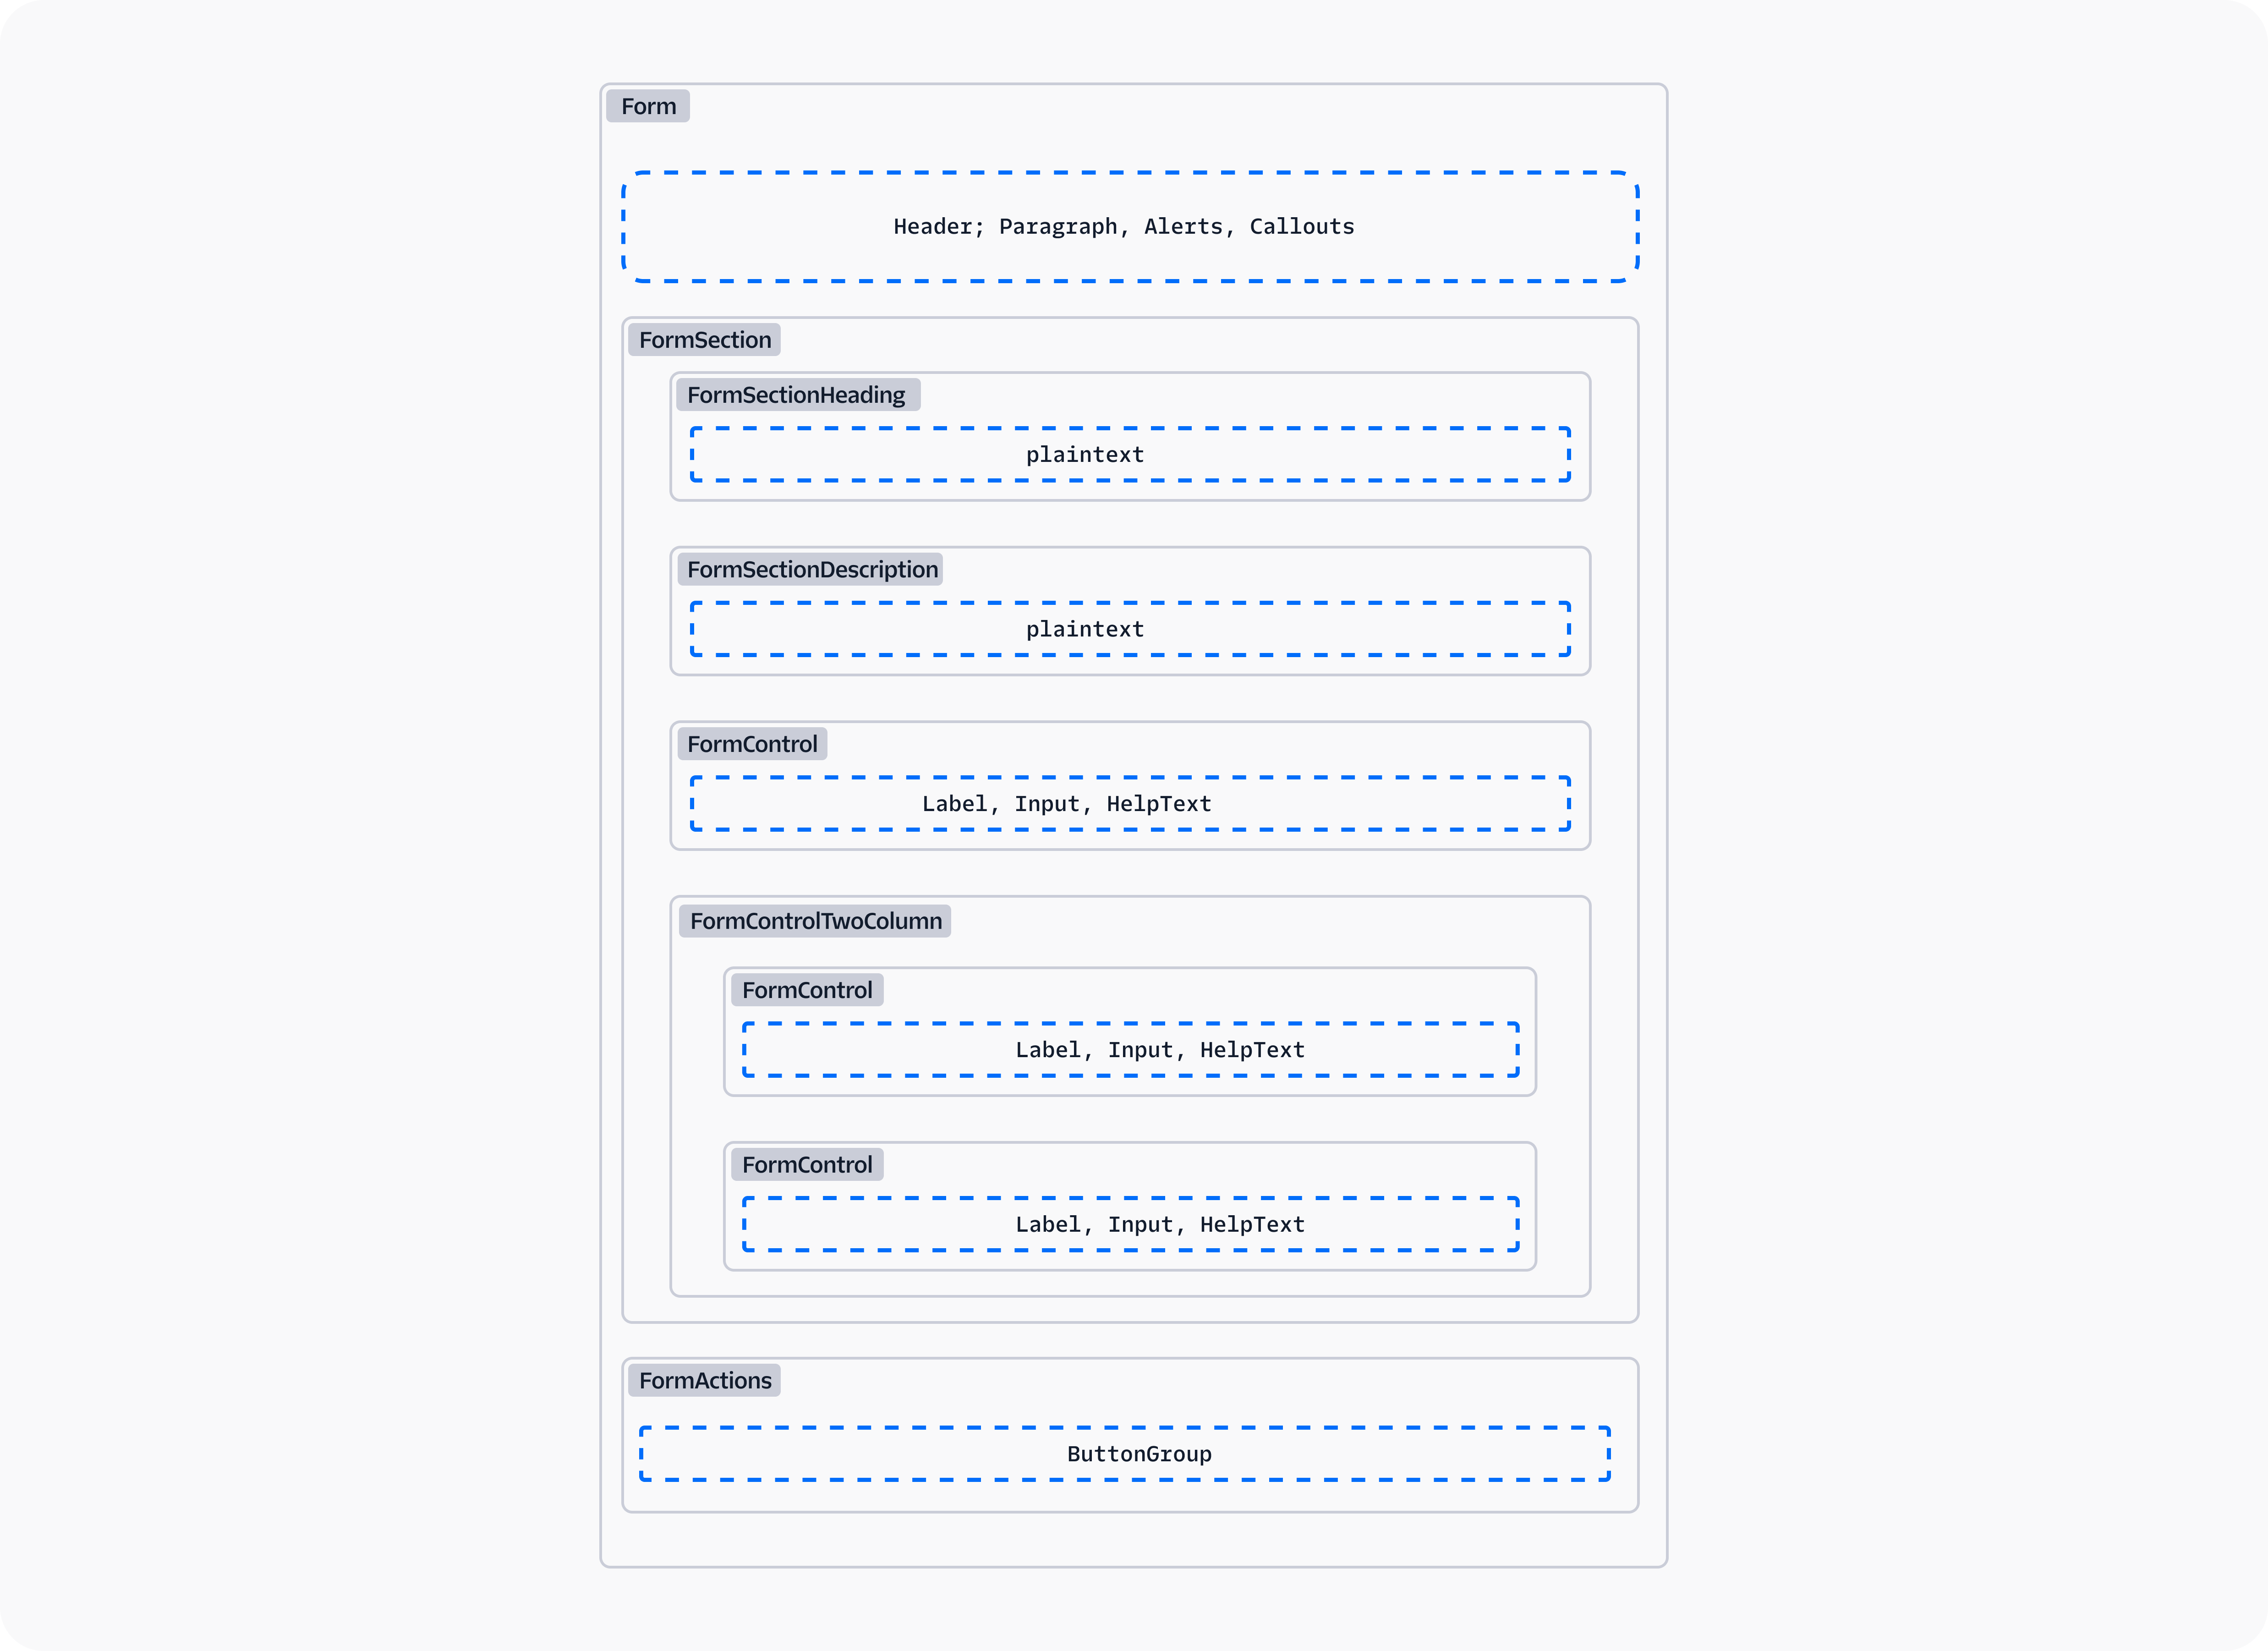 Form
Header; Paragraph, Alerts, Callouts
FormSection
FormSectionHeading
plaintext
FormSectionDescription
plaintext
FormControl
Label, Input, HelpText
FormControlTwoColumn
FormControl
Label, Input, HelpText
FormControl
Label, Input, HelpText
FormActions
ButtonGroup